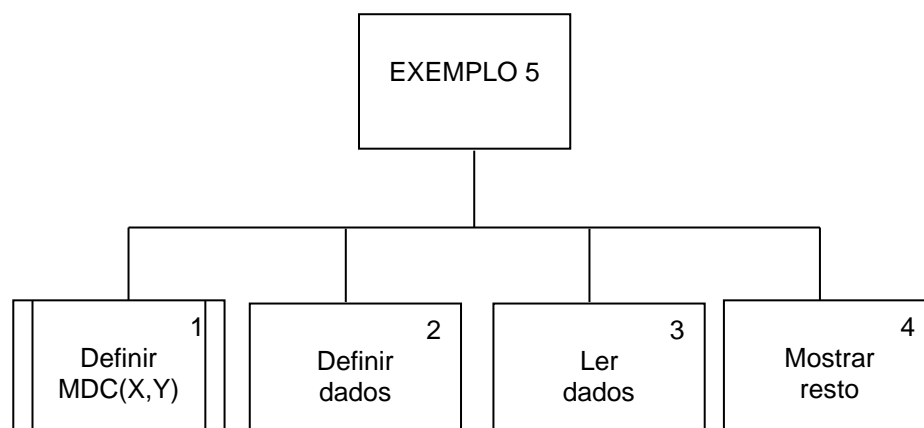 EXEMPLO 5
1
Definir
MDC(X,Y)
2
Definir
dados
3
Ler
dados
4
Mostrar
resto